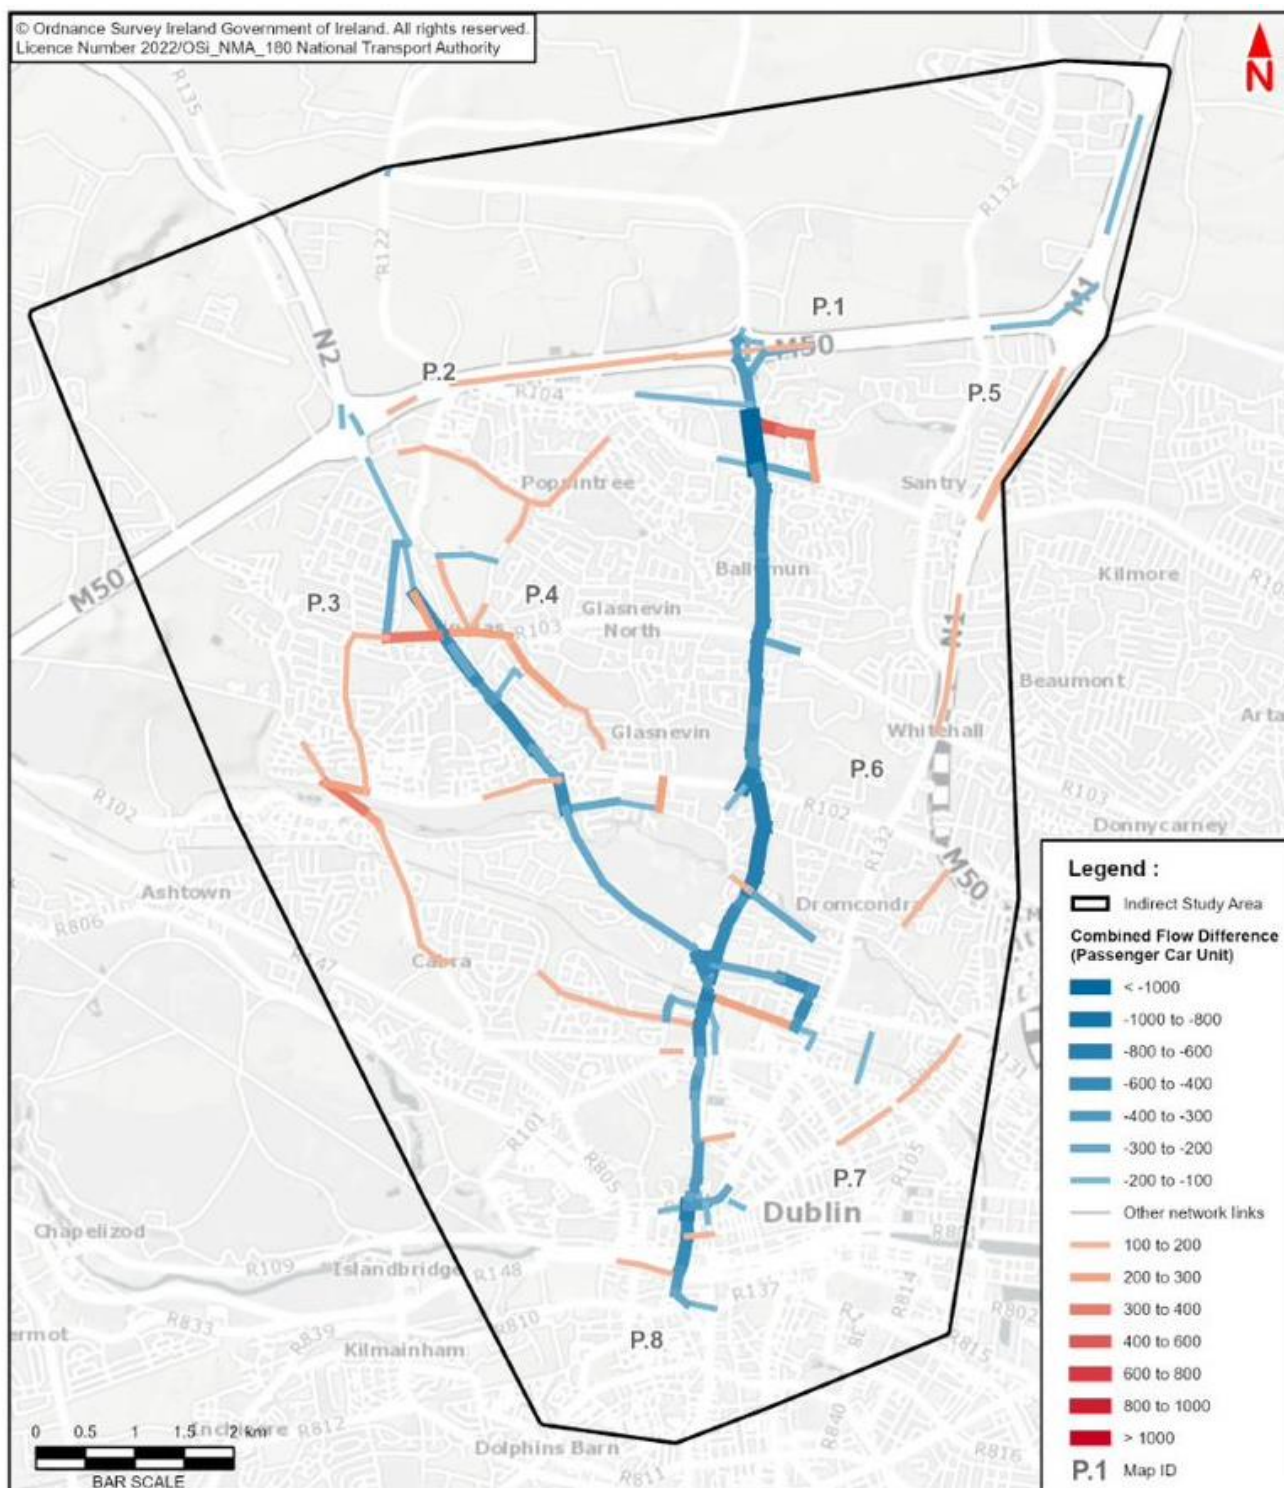 © Ordnance Survey Ireland Government of Ireland. All rights reserved.
Licence Number 2022/OSi_NMA_180 National Transport Authority
N
R135
R132
R122
M1
P.1
N2
M50
P.2
P.5
R104
Poppintree
Santry
M50
Ballymun
Kilmore
P.3
P.4
Glasnevin
North
R103
N1
Beaumont
Arta
Glasnevin
Whitehall
P.6
R102
R102
R103
Donnycarney
R132
M50
Ashtown
Dromcondra
R806
Cabra
R147
R131
R101
R805
R105
P.7
Dublin
Chapelizod
R109
Islandbridge
R148
R137
R814
R802
R833
R839
R810
ermot
Kilmainham
P.8
R815
Inchicore
R812
Dolphins Barn
R840
R816
R811
0 0.5 1 1.5 2 km
BAR SCALE
Legend :
Indirect Study Area
Combined Flow Difference
(Passenger Car Unit)
< -1000
-1000 to -800
-800 to -600
-600 to -400
-400 to -300
-300 to -200
-200 to -100
Other network links
100 to 200
200 to 300
300 to 400
400 to 600
600 to 800
800 to 1000
> 1000
P.1 Map ID